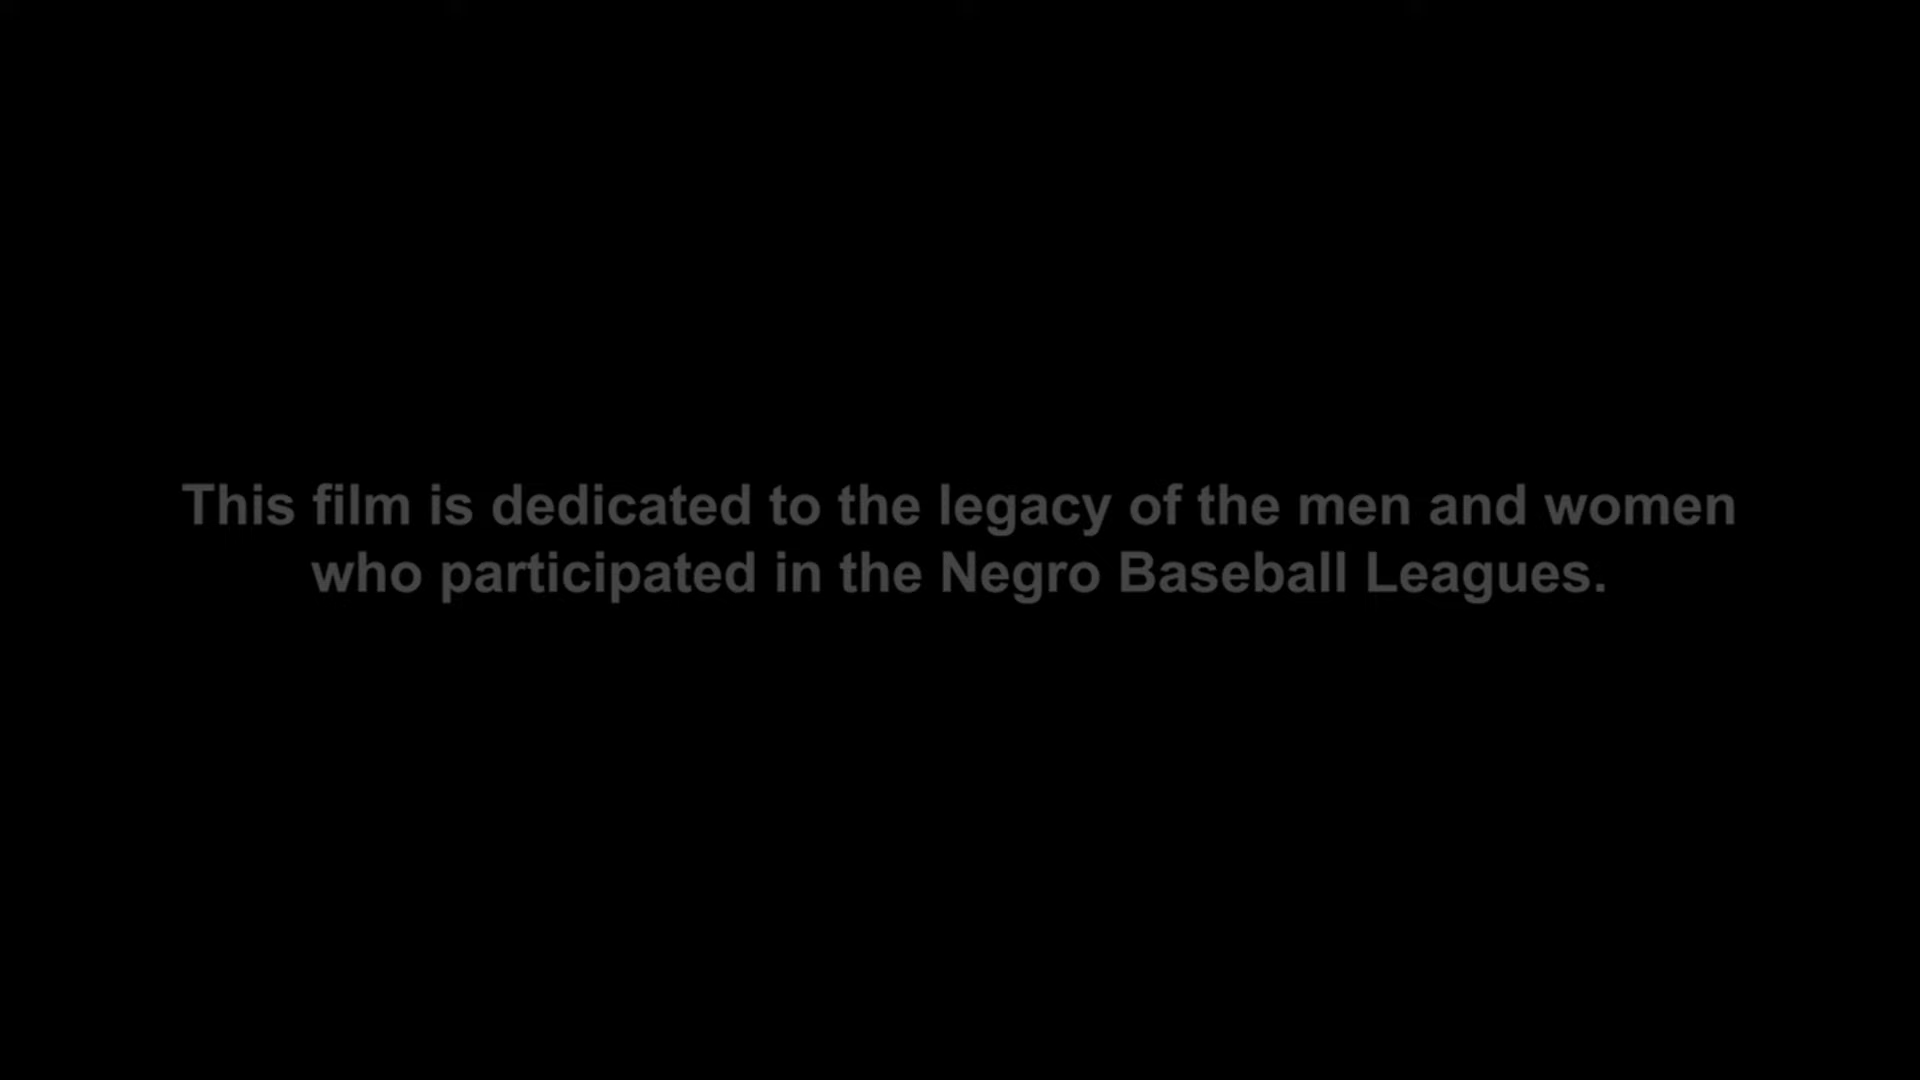 This film is dedicated to the legacy of the men and women
who participated in the Negro Baseball Leagues.